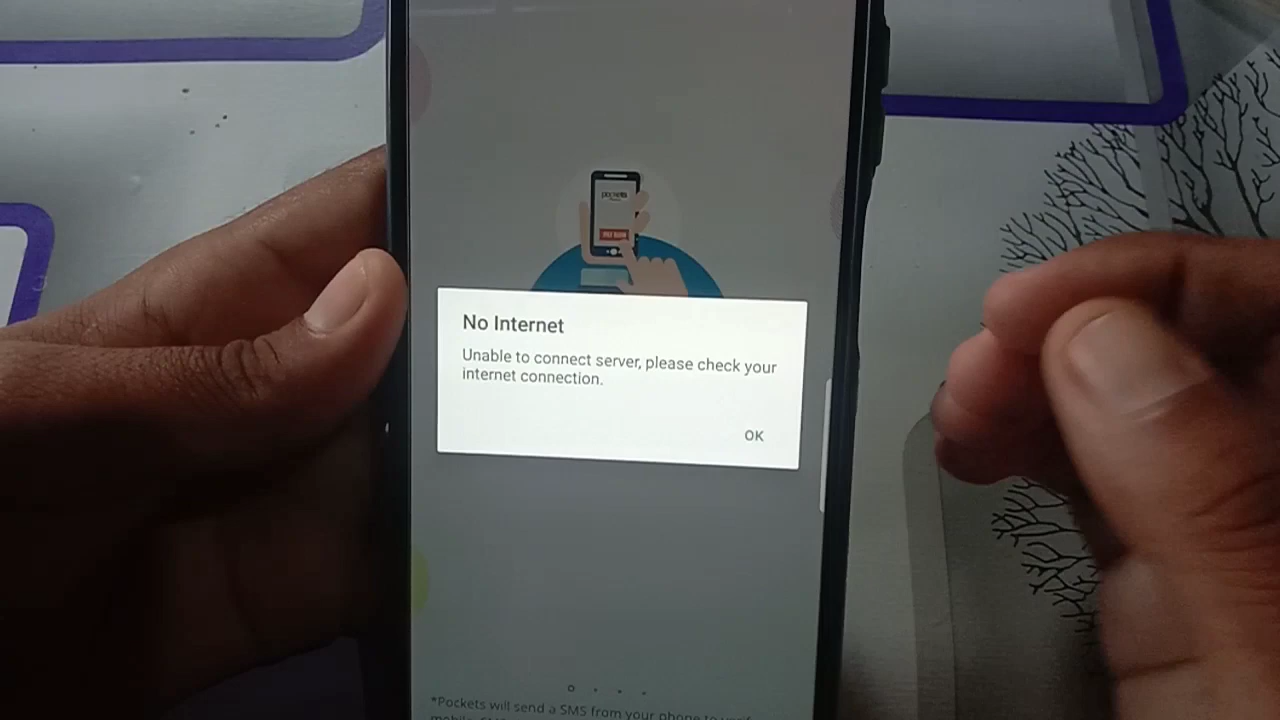 pockets
No Internet
Unable to connect server, please check your
internet connection.
OK
*Pockets will send a SMS from your phone to